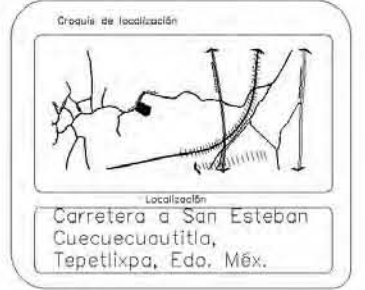 Croquis de localización
Localización
Carretera a San Esteban
Cuecuecuautitla,
Tepetlixpa, Edo. Méx.